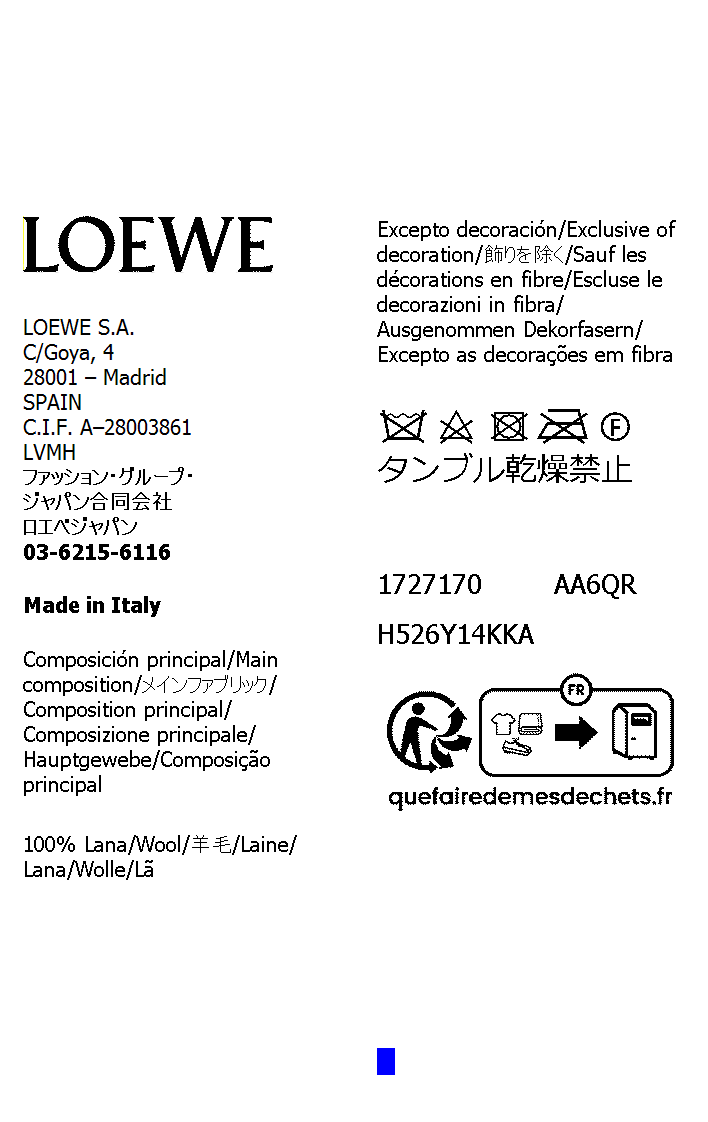 LOEWE
LOEWE S.A.
C/Goya, 4
28001 – Madrid
SPAIN
C.I.F. A–28003861
LVMH
ファッション・グループ・
ジャパン合同会社
ロエベジャパン
03-6215-6116
Made in Italy
Composición principal/Main
composition/メインファブリック/
Composition principal/
Composizione principale/
Hauptgewebe/Composição
principal
100% Lana/Wool/羊毛/Laine/
Lana/Wolle/Lã
Excepto decoración/Exclusive of
decoration/飾りを除く/Sauf les
décorations en fibre/Escluse le
decorazioni in fibra/
Ausgenommen Dekorfasern/
Excepto as decorações em fibra
F
タンブル乾燥禁止
1727170 AA6QR
H526Y14KKA
FR
quefairedemesdechets.fr